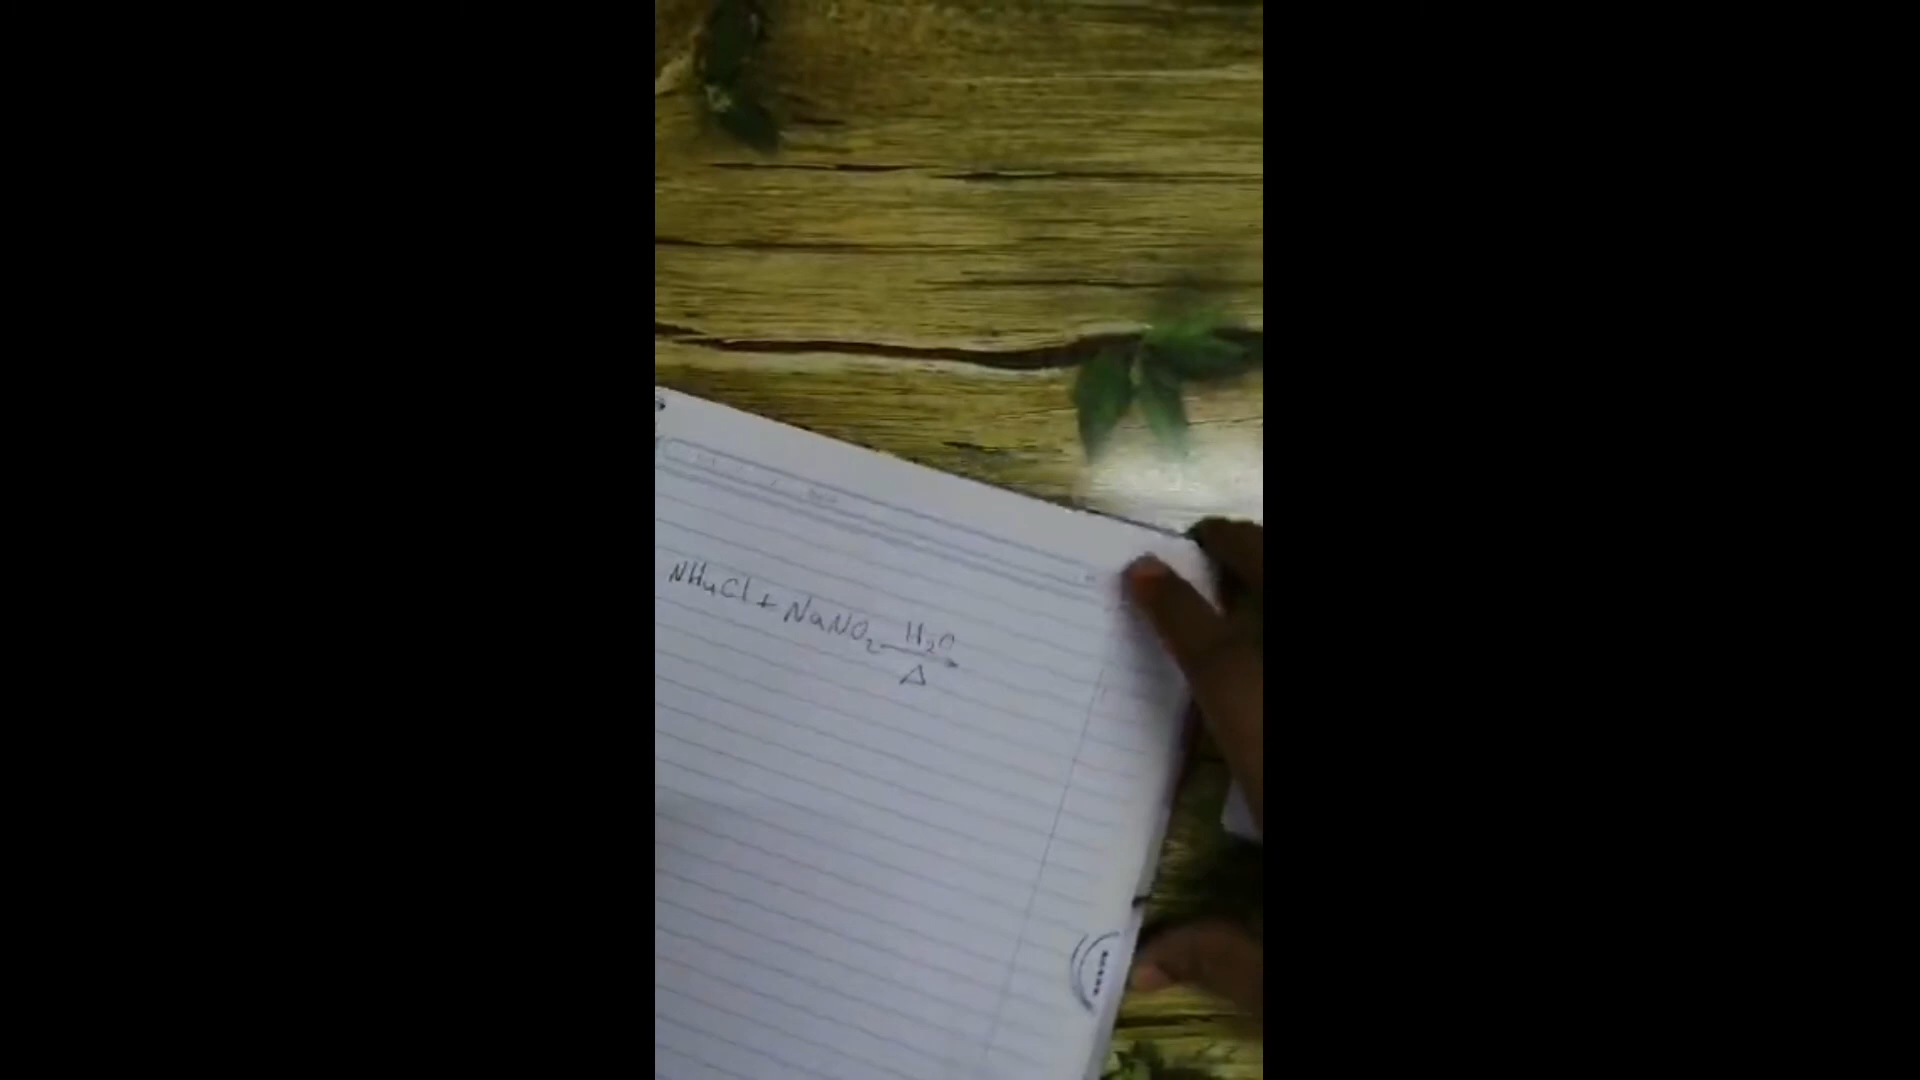 NH₄Cl + NaNO₂ H₂O
Δ